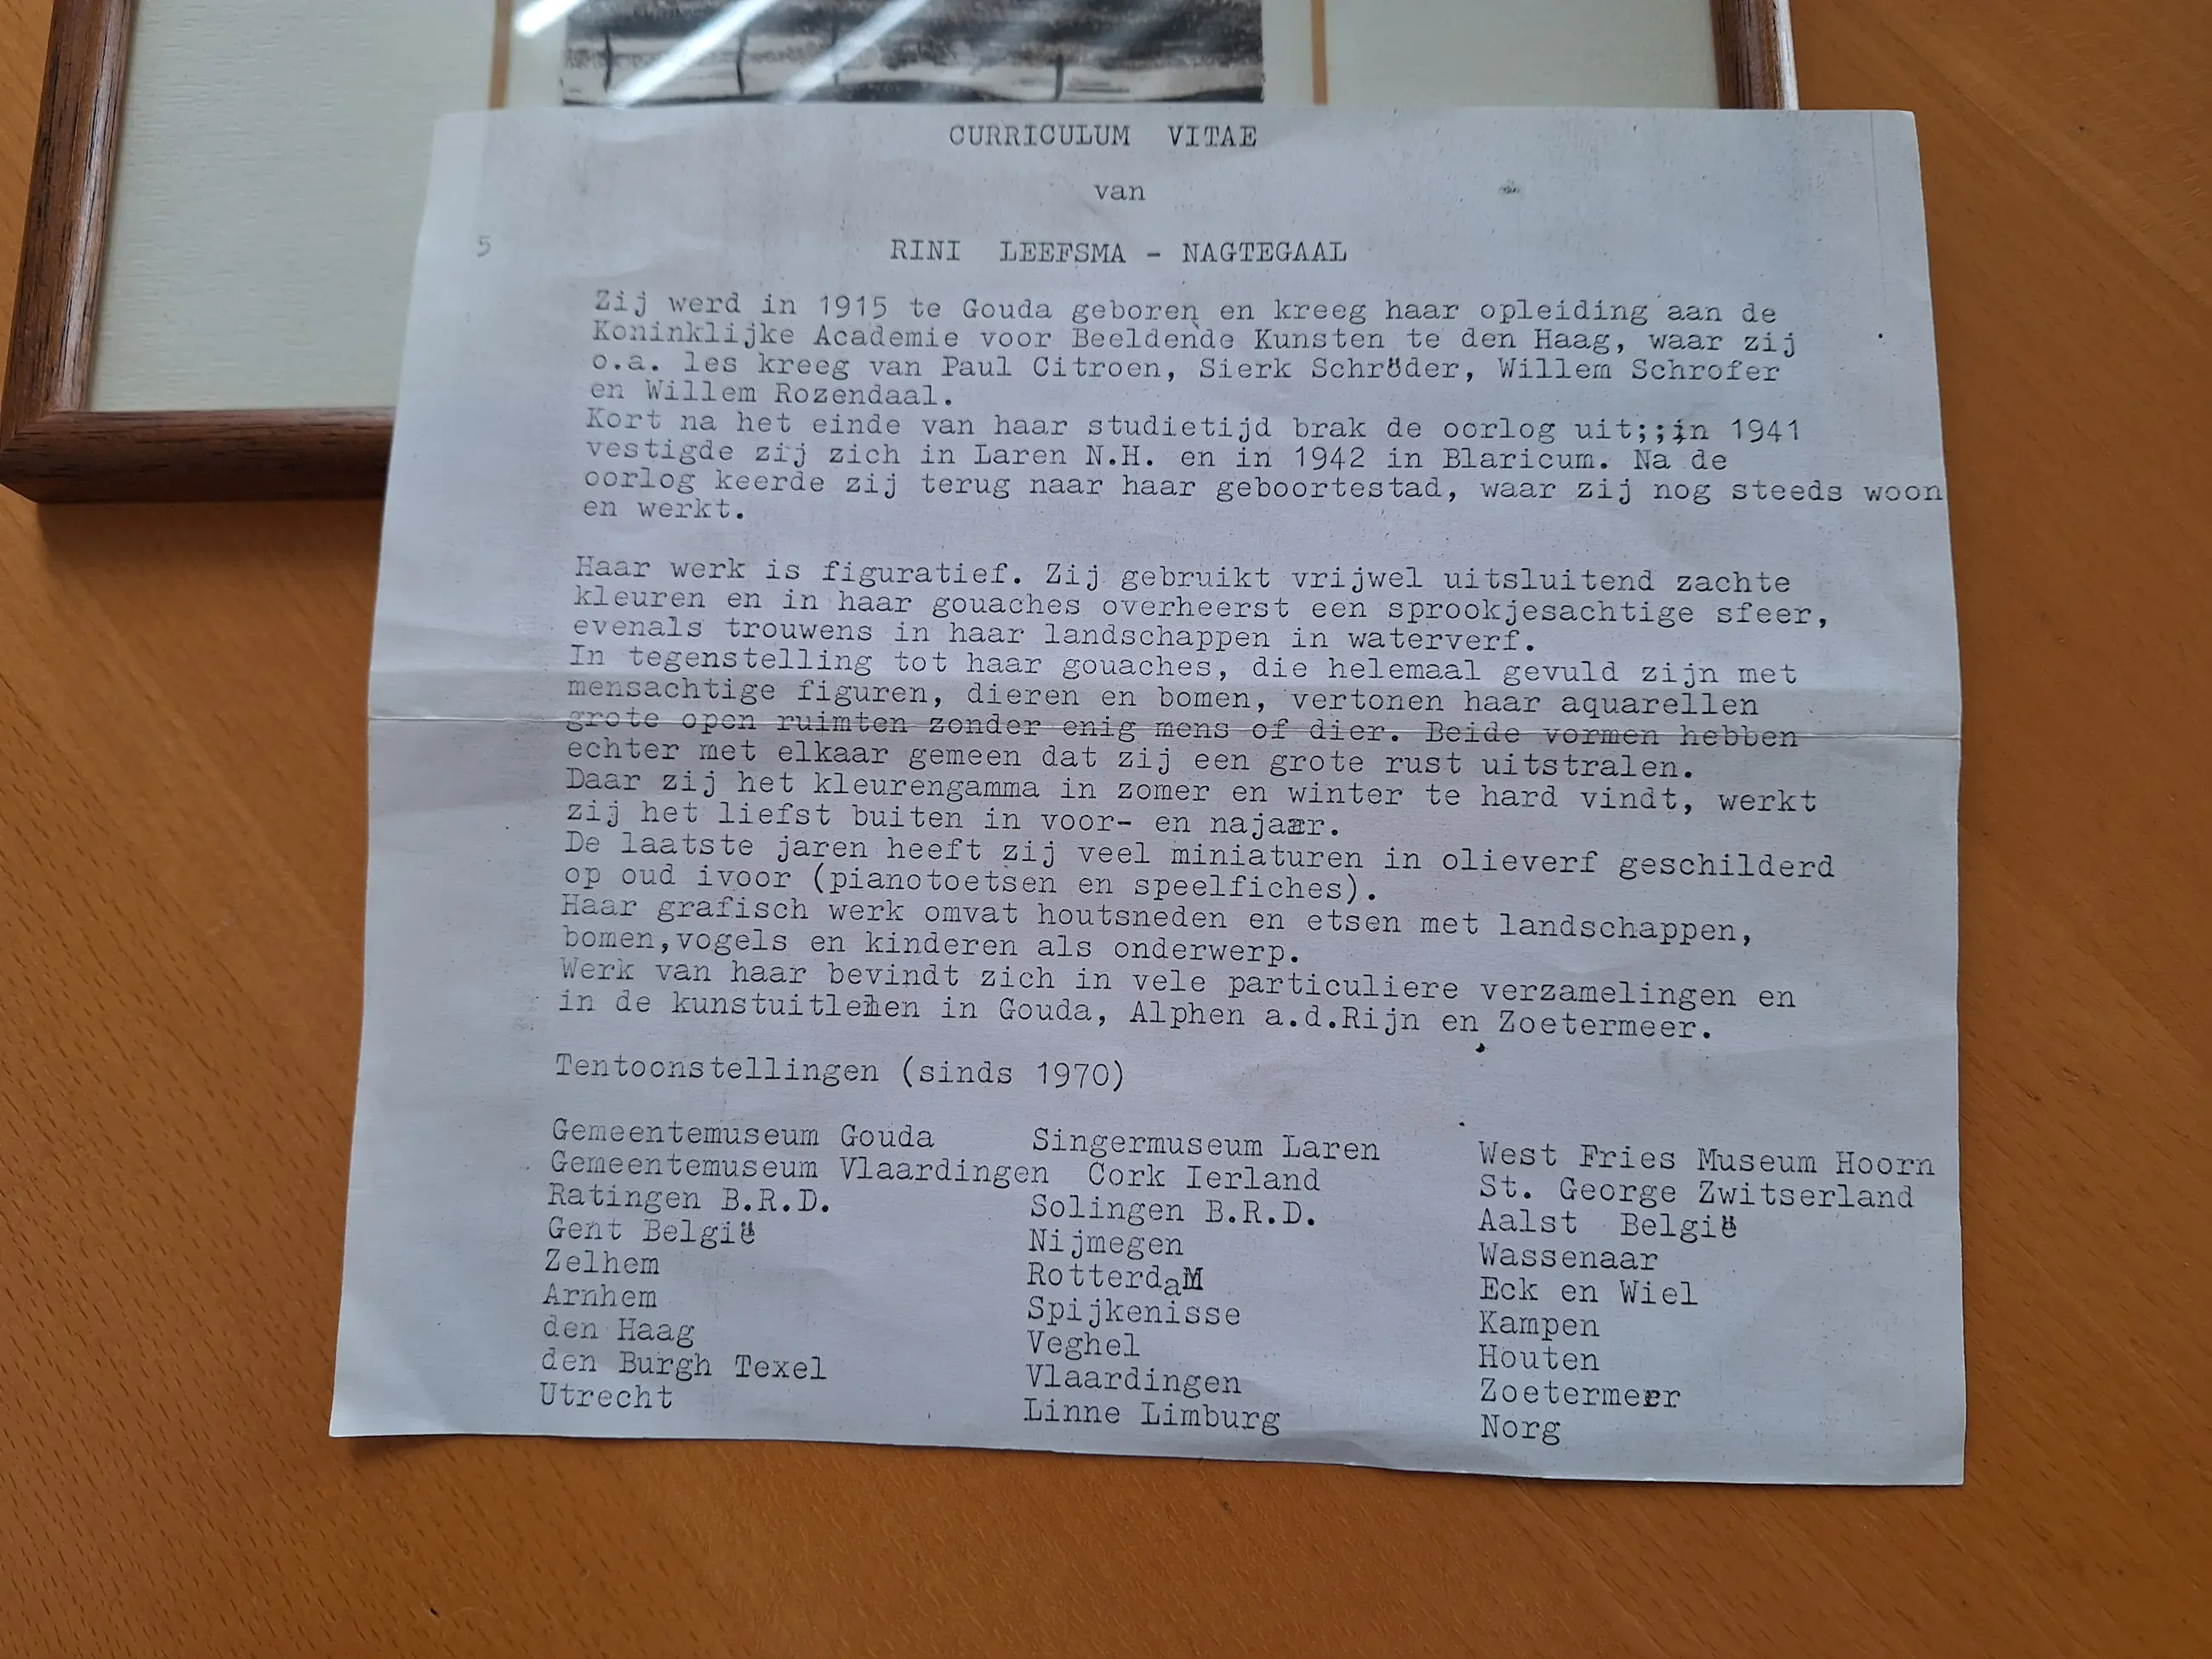 CURRICULUM VITAE
van
5
RINI LEEFSMA - NAGTEGAAL
Zij werd in 1915 te Gouda geboren en kreeg haar opleiding aan de
Koninklijke Academie voor Beeldende Kunsten te den Haag, waar zij
o.a. les kreeg van Paul Citroen, Sierk Schröder, Willem Schrofer
en Willem Rozendaal.
Kort na het einde van haar studietijd brak de oorlog uit;;in 1941
vestigde zij zich in Laren N.H. en in 1942 in Blaricum. Na de
oorlog keerde zij terug naar haar geboortestad, waar zij nog steeds woon
en werkt.
Haar werk is figuratief. Zij gebruikt vrijwel uitsluitend zachte
kleuren en in haar gouaches overheerst een sprookjesachtige sfeer,
evenals trouwens in haar landschappen in waterverf.
In tegenstelling tot haar gouaches, die helemaal gevuld zijn met
mensachtige figuren, dieren en bomen, vertonen haar aquarellen
grote open ruimten zonder enig mens of dier. Beide vormen hebben
echter met elkaar gemeen dat zij een grote rust uitstralen.
Daar zij het kleurengamma in zomer en winter te hard vindt, werkt
zij het liefst buiten in voor- en najaar.
De laatste jaren heeft zij veel miniaturen in olieverf geschilderd
op oud ivoor (pianotoetsen en speelfiches).
Haar grafisch werk omvat houtsneden en etsen met landschappen,
bomen,vogels en kinderen als onderwerp.
Werk van haar bevindt zich in vele particuliere verzamelingen en
in de kunstuitlenen in Gouda, Alphen a.d.Rijn en Zoetermeer.
Tentoonstellingen (sinds 1970)
Gemeentemuseum Gouda Singermuseum Laren West Fries Museum Hoorn
Gemeentemuseum Vlaardingen Cork Ierland St. George Zwitserland
Ratingen B.R.D. Solingen B.R.D. Aalst België
Gent België Nijmegen Wassenaar
Zelhem RotterdaM Eck en Wiel
Arnhem Spijkenisse Kampen
den Haag Veghel Houten
den Burgh Texel Vlaardingen Zoetermeer
Utrecht Linne Limburg Norg